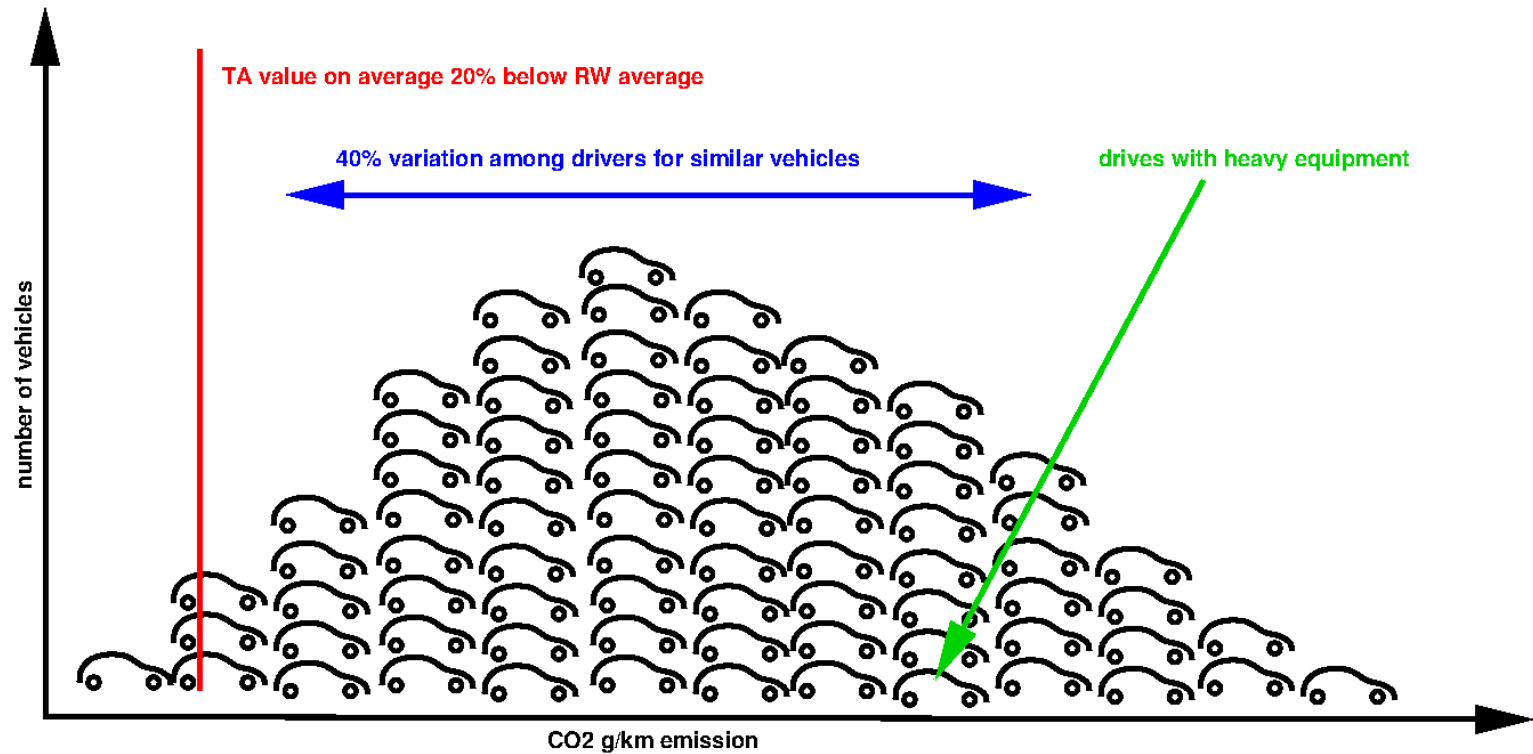 TA value on average 20% below RW average
40% variation among drivers for similar vehicles
drives with heavy equipment
number of vehicles
CO2 g/km emission